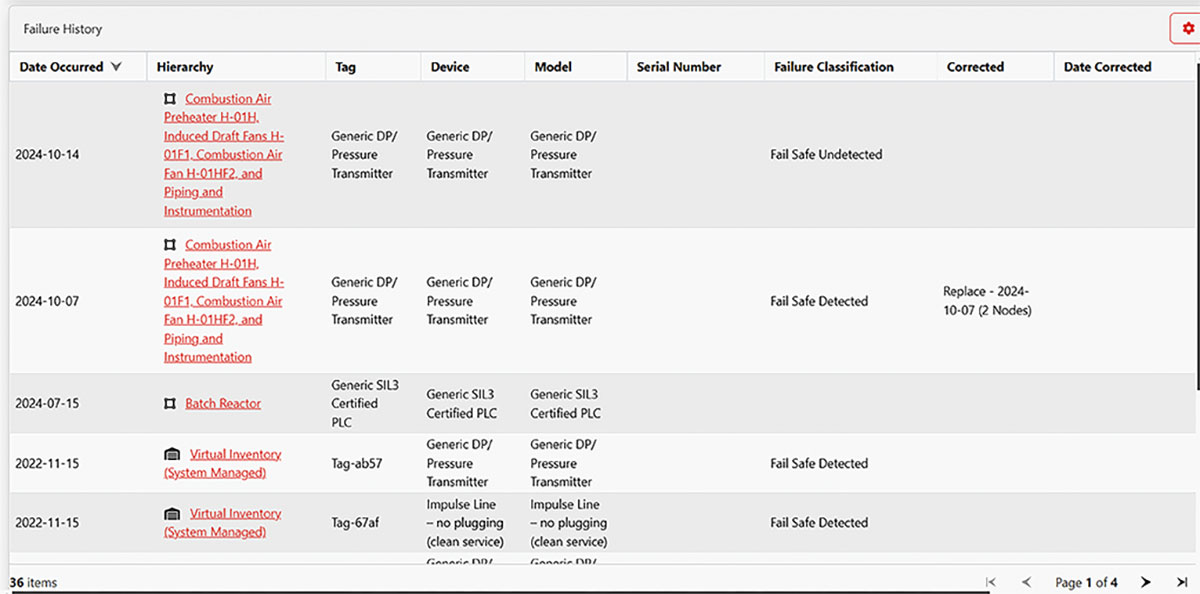 Failure History
Date Occurred Hierarchy Tag Device Model Serial Number Failure Classification Corrected Date Corrected
2024-10-14
Combustion Air
Preheater H-01H,
Induced Draft Fans H-
01F1, Combustion Air
Fan H-01HF2, and
Piping and
Instrumentation
Generic DP/
Pressure
Transmitter
Generic DP/
Pressure
Transmitter
Generic DP/
Pressure
Transmitter
Fail Safe Undetected
2024-10-07
Combustion Air
Preheater H-01H,
Induced Draft Fans H-
01F1, Combustion Air
Fan H-01HF2, and
Piping and
Instrumentation
Generic DP/
Pressure
Transmitter
Generic DP/
Pressure
Transmitter
Generic DP/
Pressure
Transmitter
Fail Safe Detected
Replace - 2024-
10-07 (2 Nodes)
2024-07-15
Batch Reactor
Generic SIL3
Certified
PLC
Generic SIL3
Certified PLC
Generic SIL3
Certified PLC
2022-11-15
Virtual Inventory
(System Managed)
Tag-ab57
Generic DP/
Pressure
Transmitter
Generic DP/
Pressure
Transmitter
Fail Safe Detected
2022-11-15
Virtual Inventory
(System Managed)
Tag-67af
Impulse Line
– no plugging
(clean service)
Impulse Line
– no plugging
(clean service)
Fail Safe Detected
Generic DP/
Generic DP/
36 items
Page 1 of 4